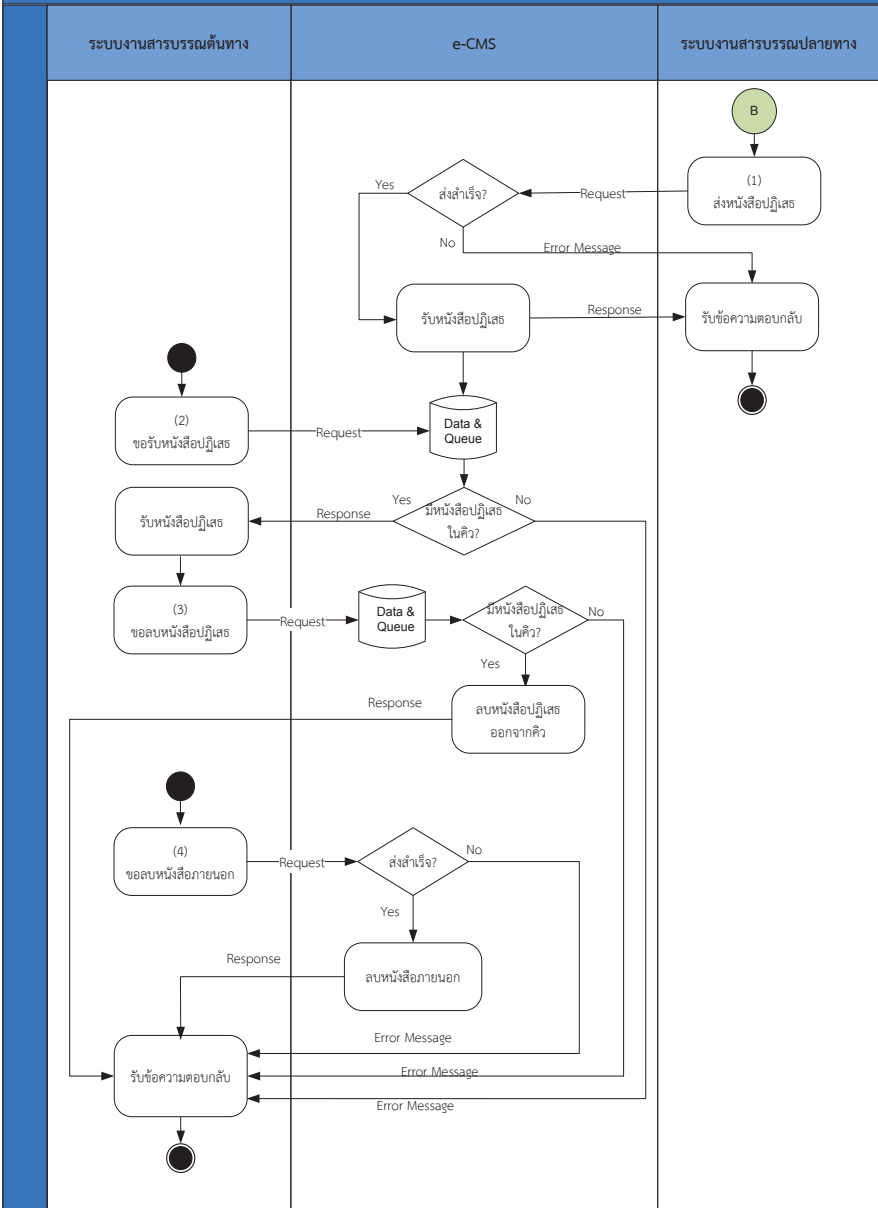 ระบบงานสารบรรณต้นทาง
e-CMS
ระบบงานสารบรรณปลายทาง
B
(1)
ส่งหนังสือปฏิเสธ
Request
ส่งสำเร็จ?
Yes
No
Error Message
รับหนังสือปฏิเสธ
Response
รับข้อความตอบกลับ
(2)
ขอรับหนังสือปฏิเสธ
Request
Data &
Queue
มีหนังสือปฏิเสธ
ในคิว?
Yes
No
Response
รับหนังสือปฏิเสธ
(3)
ขอลบหนังสือปฏิเสธ
Request
Data &
Queue
มีหนังสือปฏิเสธ
ในคิว?
No
Yes
ลบหนังสือปฏิเสธ
ออกจากคิว
Response
(4)
ขอลบหนังสือภายนอก
Request
ส่งสำเร็จ?
No
Yes
ลบหนังสือภายนอก
Response
Error Message
Error Message
Error Message
รับข้อความตอบกลับ